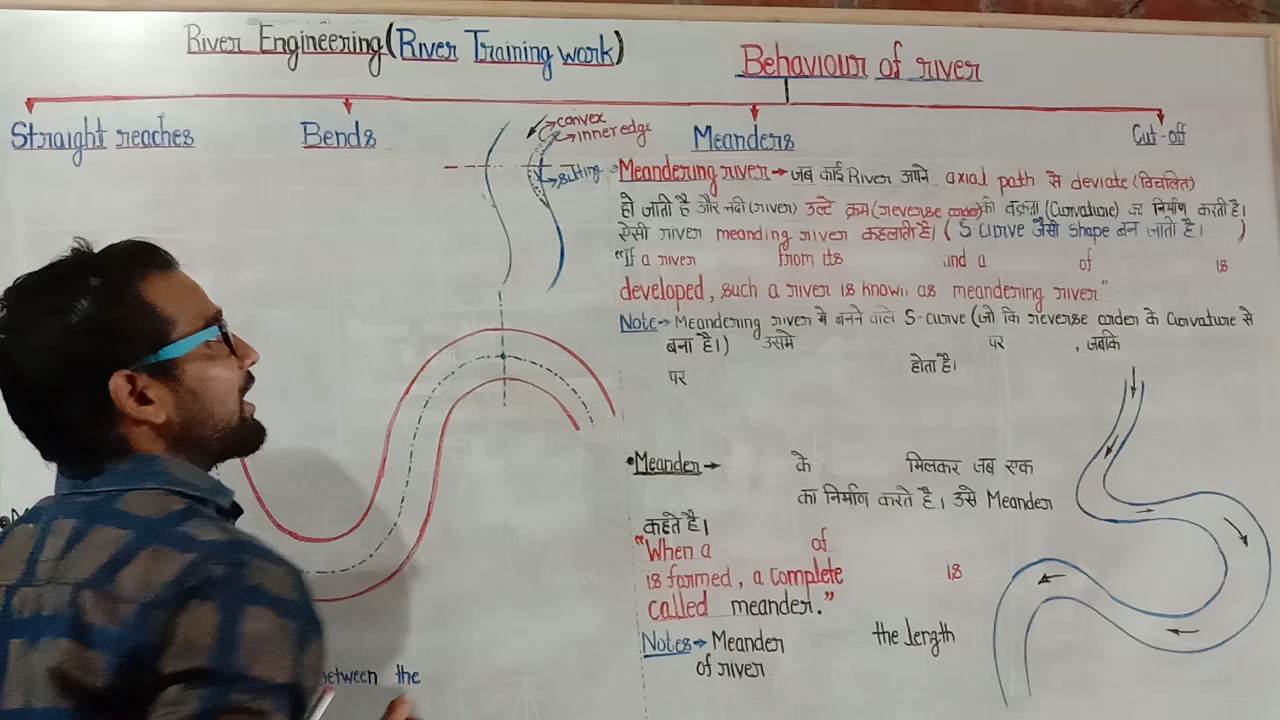 River Engineering (River Training work)
Behaviour of river
Straight reaches
Bends
Meanders
Cut-off
convex
inner edge
silting
Meandering river → जब कोई River अपने axial path से deviate (विचलित)
हो जाती है और नदी (river) उल्टे क्रम (reverse order) की वक्रता (Curvature) का निर्माण करती है।
ऐसी river meanding river कहलाती है। ( S curve जैसी shape बन जाती है। )
"If a river from its and a of is
developed, such a river is known as meandering river"
Note → Meandering river मे बनने वाले S-curve (जो कि reverse order के Curvature से
बना है।) उसमे पर , जबकि
पर होता है।
• Meander → के मिलकर जब एक
का निर्माण करते है। उसे Meander
कहते है।
"When a of
is formed, a complete is
called meander."
Notes → Meander the length
of river
between the